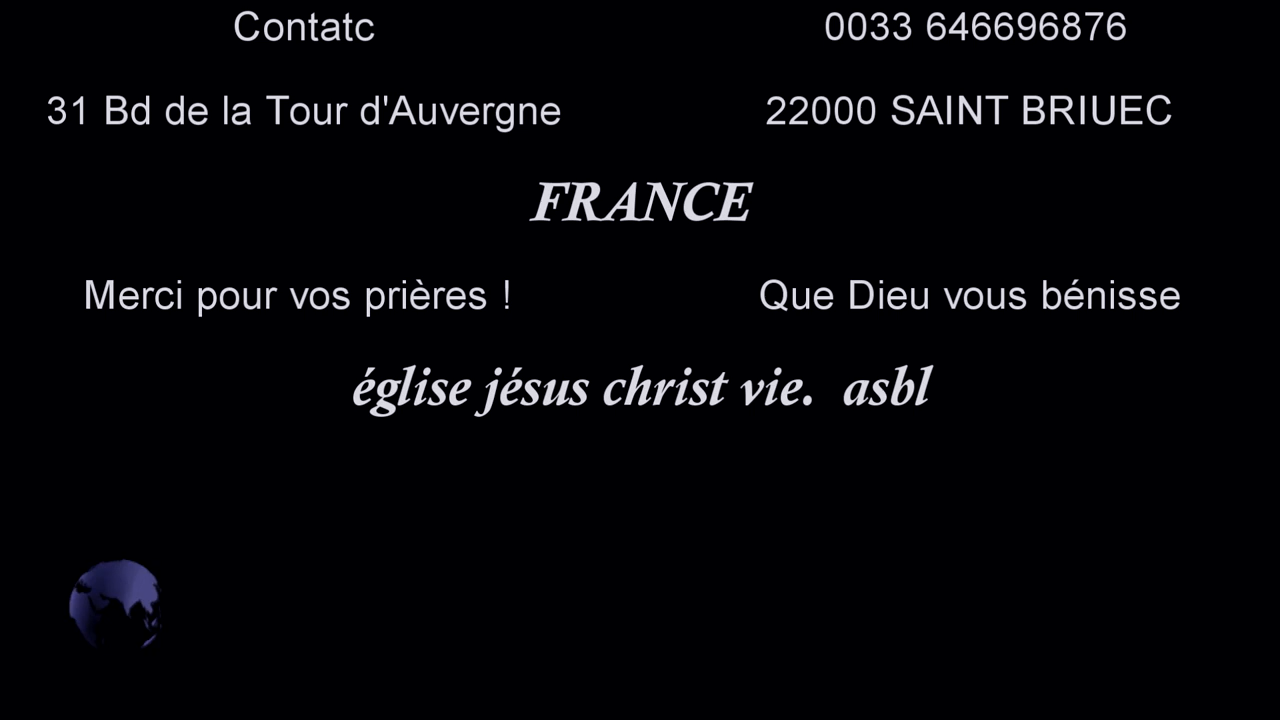 Contatc 0033 646696876
31 Bd de la Tour d'Auvergne 22000 SAINT BRIUEC
FRANCE
Merci pour vos prières ! Que Dieu vous bénisse
église jésus christ vie. asbl